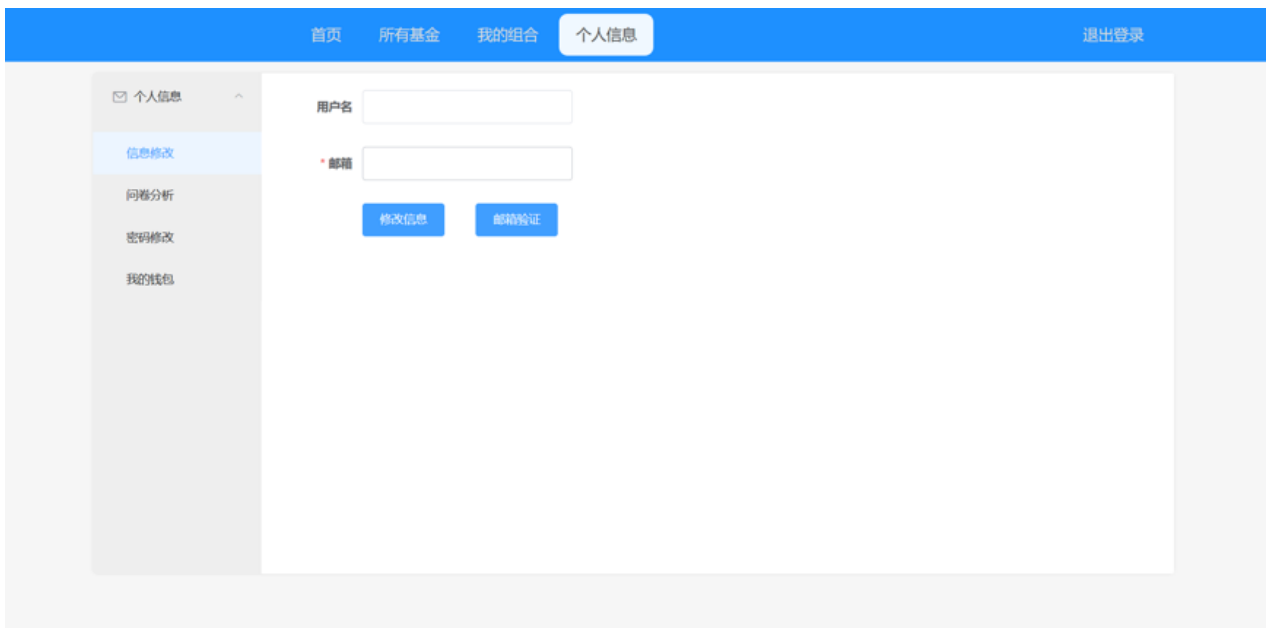 首页 所有基金 我的组合 个人信息 退出登录
个人信息
信息修改
问卷分析
密码修改
我的钱包
用户名
* 邮箱
修改信息 邮箱验证